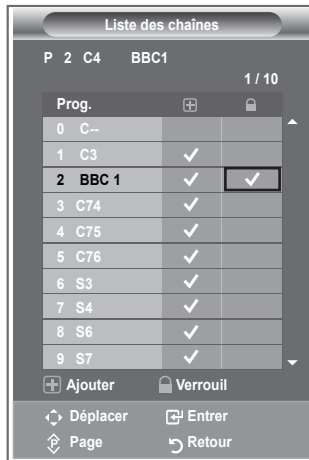 Liste des chaînes
P 2 C4 BBC1
1 / 10
Prog.
0 C--
1 C3
2 BBC 1
3 C74
4 C75
5 C76
6 S3
7 S4
8 S6
9 S7
Ajouter Verrouil
Déplacer Entrer
P Page Retour